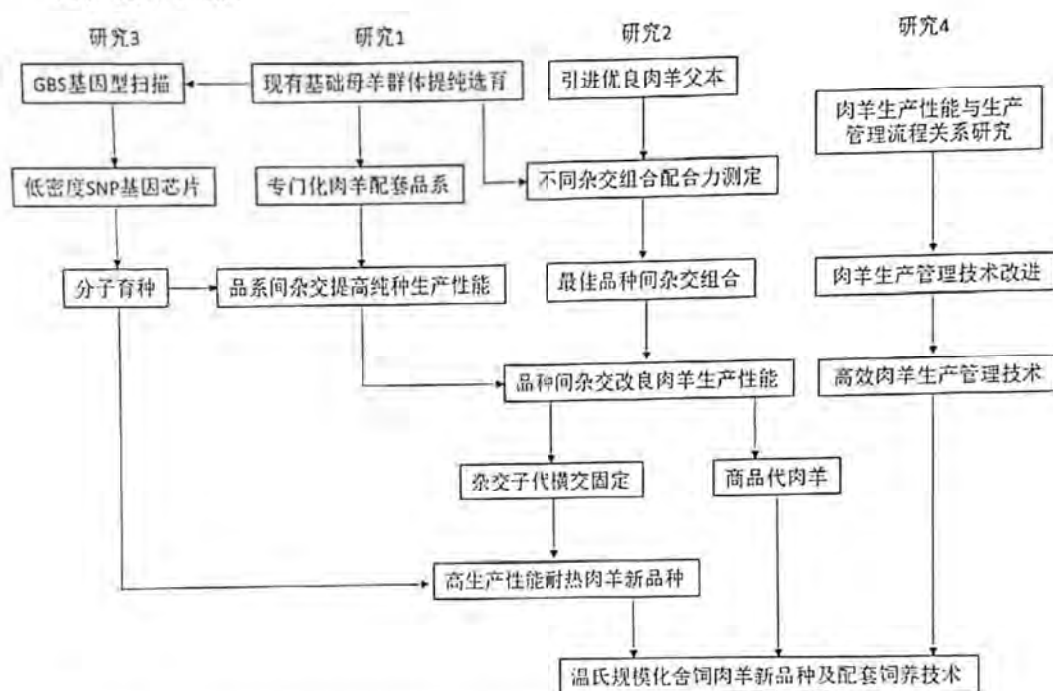 研究3
研究1
研究2
研究4
GBS基因型扫描
现有基础母羊群体提纯选育
引进优良肉羊父本
肉羊生产性能与生产
管理流程关系研究
低密度SNP基因芯片
专门化肉羊配套品系
不同杂交组合配合力测定
分子育种
品系间杂交提高纯种生产性能
最佳品种间杂交组合
肉羊生产管理技术改进
品种间杂交改良肉羊生产性能
高效肉羊生产管理技术
杂交子代横交固定
商品代肉羊
高生产性能耐热肉羊新品种
温氏规模化舍饲肉羊新品种及配套饲养技术